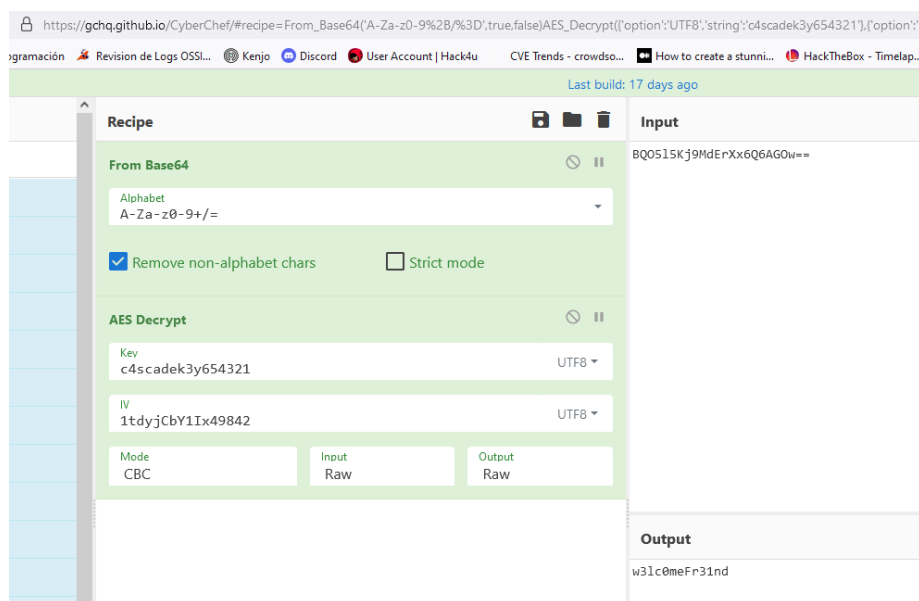 https://gchq.github.io/CyberChef/#recipe=From_Base64('A-Za-z0-9%2B/%3D',true,false)AES_Decrypt({'option':'UTF8','string':'c4scadek3y654321'},{'option':'
ogramación Revision de Logs OSSI... Kenjo Discord User Account | Hack4u CVE Trends - crowdso... How to create a stunni... HackTheBox - Timelap...
Last build: 17 days ago
Recipe
Input
From Base64
BQO5l5Kj9MdErXx6Q6AGOw==
Alphabet
A-Za-z0-9+/=
Remove non-alphabet chars Strict mode
AES Decrypt
Key
c4scadek3y654321 UTF8
IV
1tdyjCbY1Ix49842 UTF8
Mode Input Output
CBC Raw Raw
Output
w3lc0meFr31nd